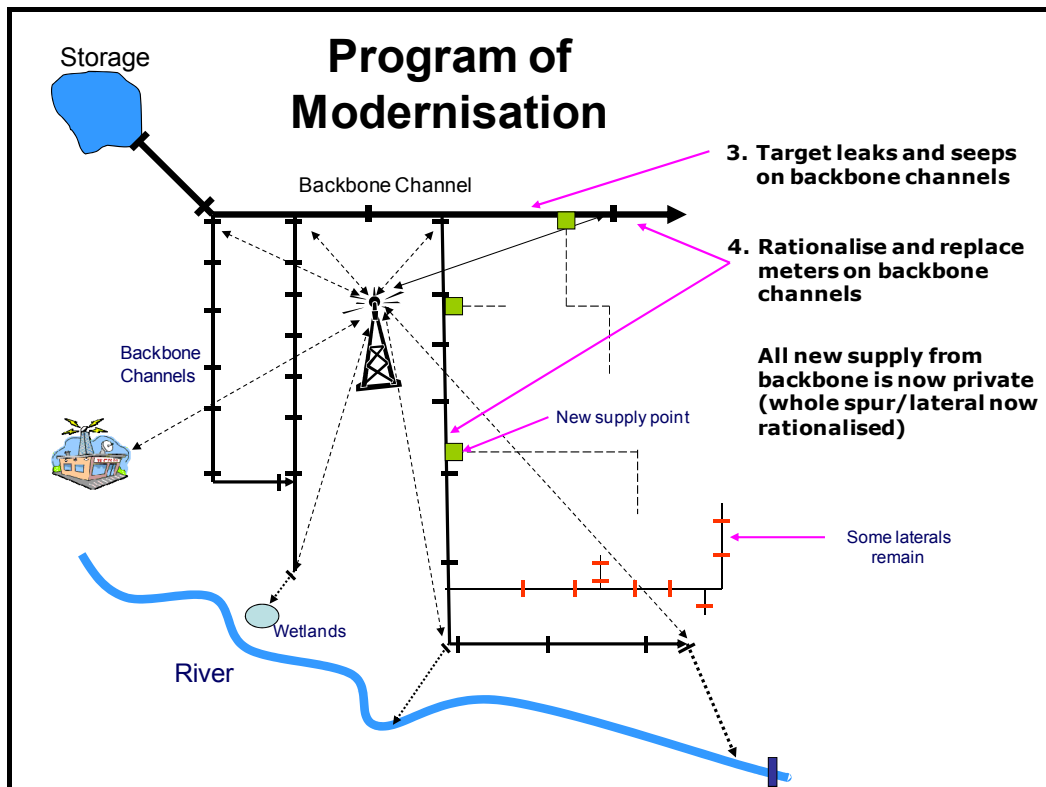 Storage
Program of
Modernisation
3. Target leaks and seeps
on backbone channels
Backbone Channel
4. Rationalise and replace
meters on backbone
channels
Backbone
Channels
All new supply from
backbone is now private
(whole spur/lateral now
rationalised)
New supply point
Some laterals
remain
Wetlands
River